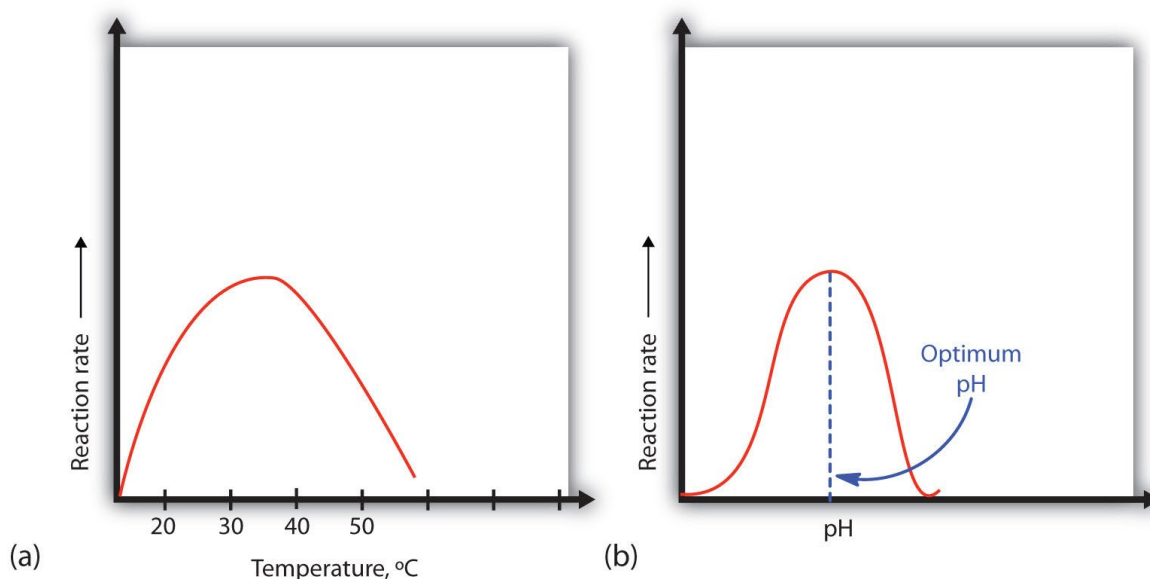 Reaction rate
20 30 40 50
Temperature, ºC
(a)
Reaction rate
Optimum
pH
pH
(b)